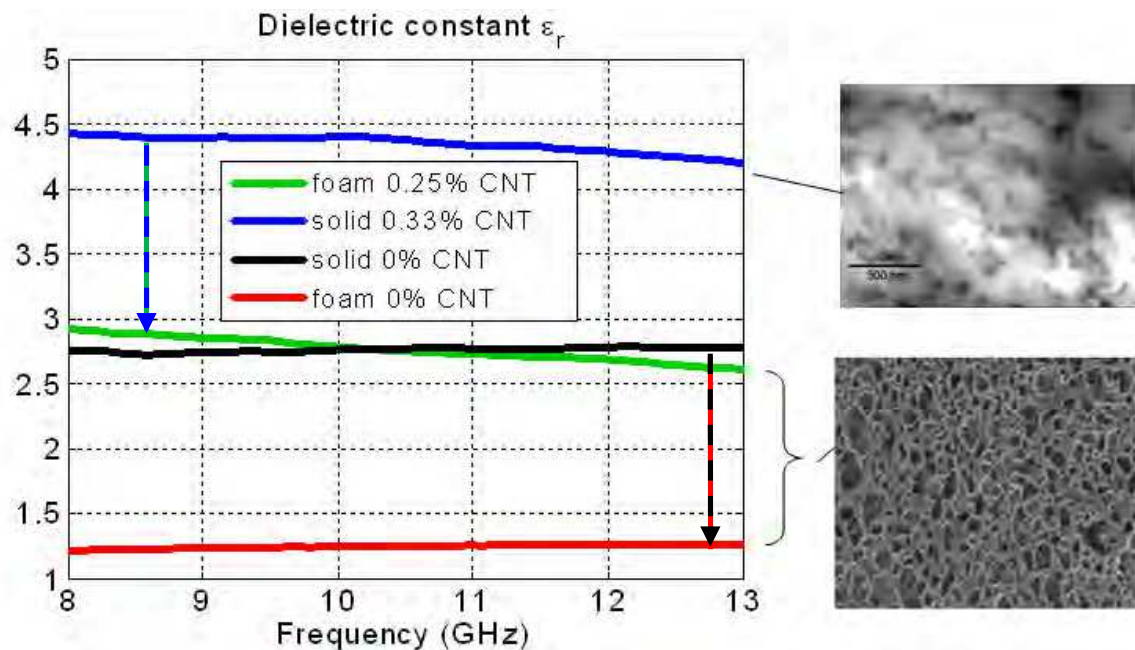 Dielectric constant εr
5
4.5
4
3.5
3
2.5
2
1.5
1
foam 0.25% CNT
solid 0.33% CNT
solid 0% CNT
foam 0% CNT
8 9 10 11 12 13
Frequency (GHz)